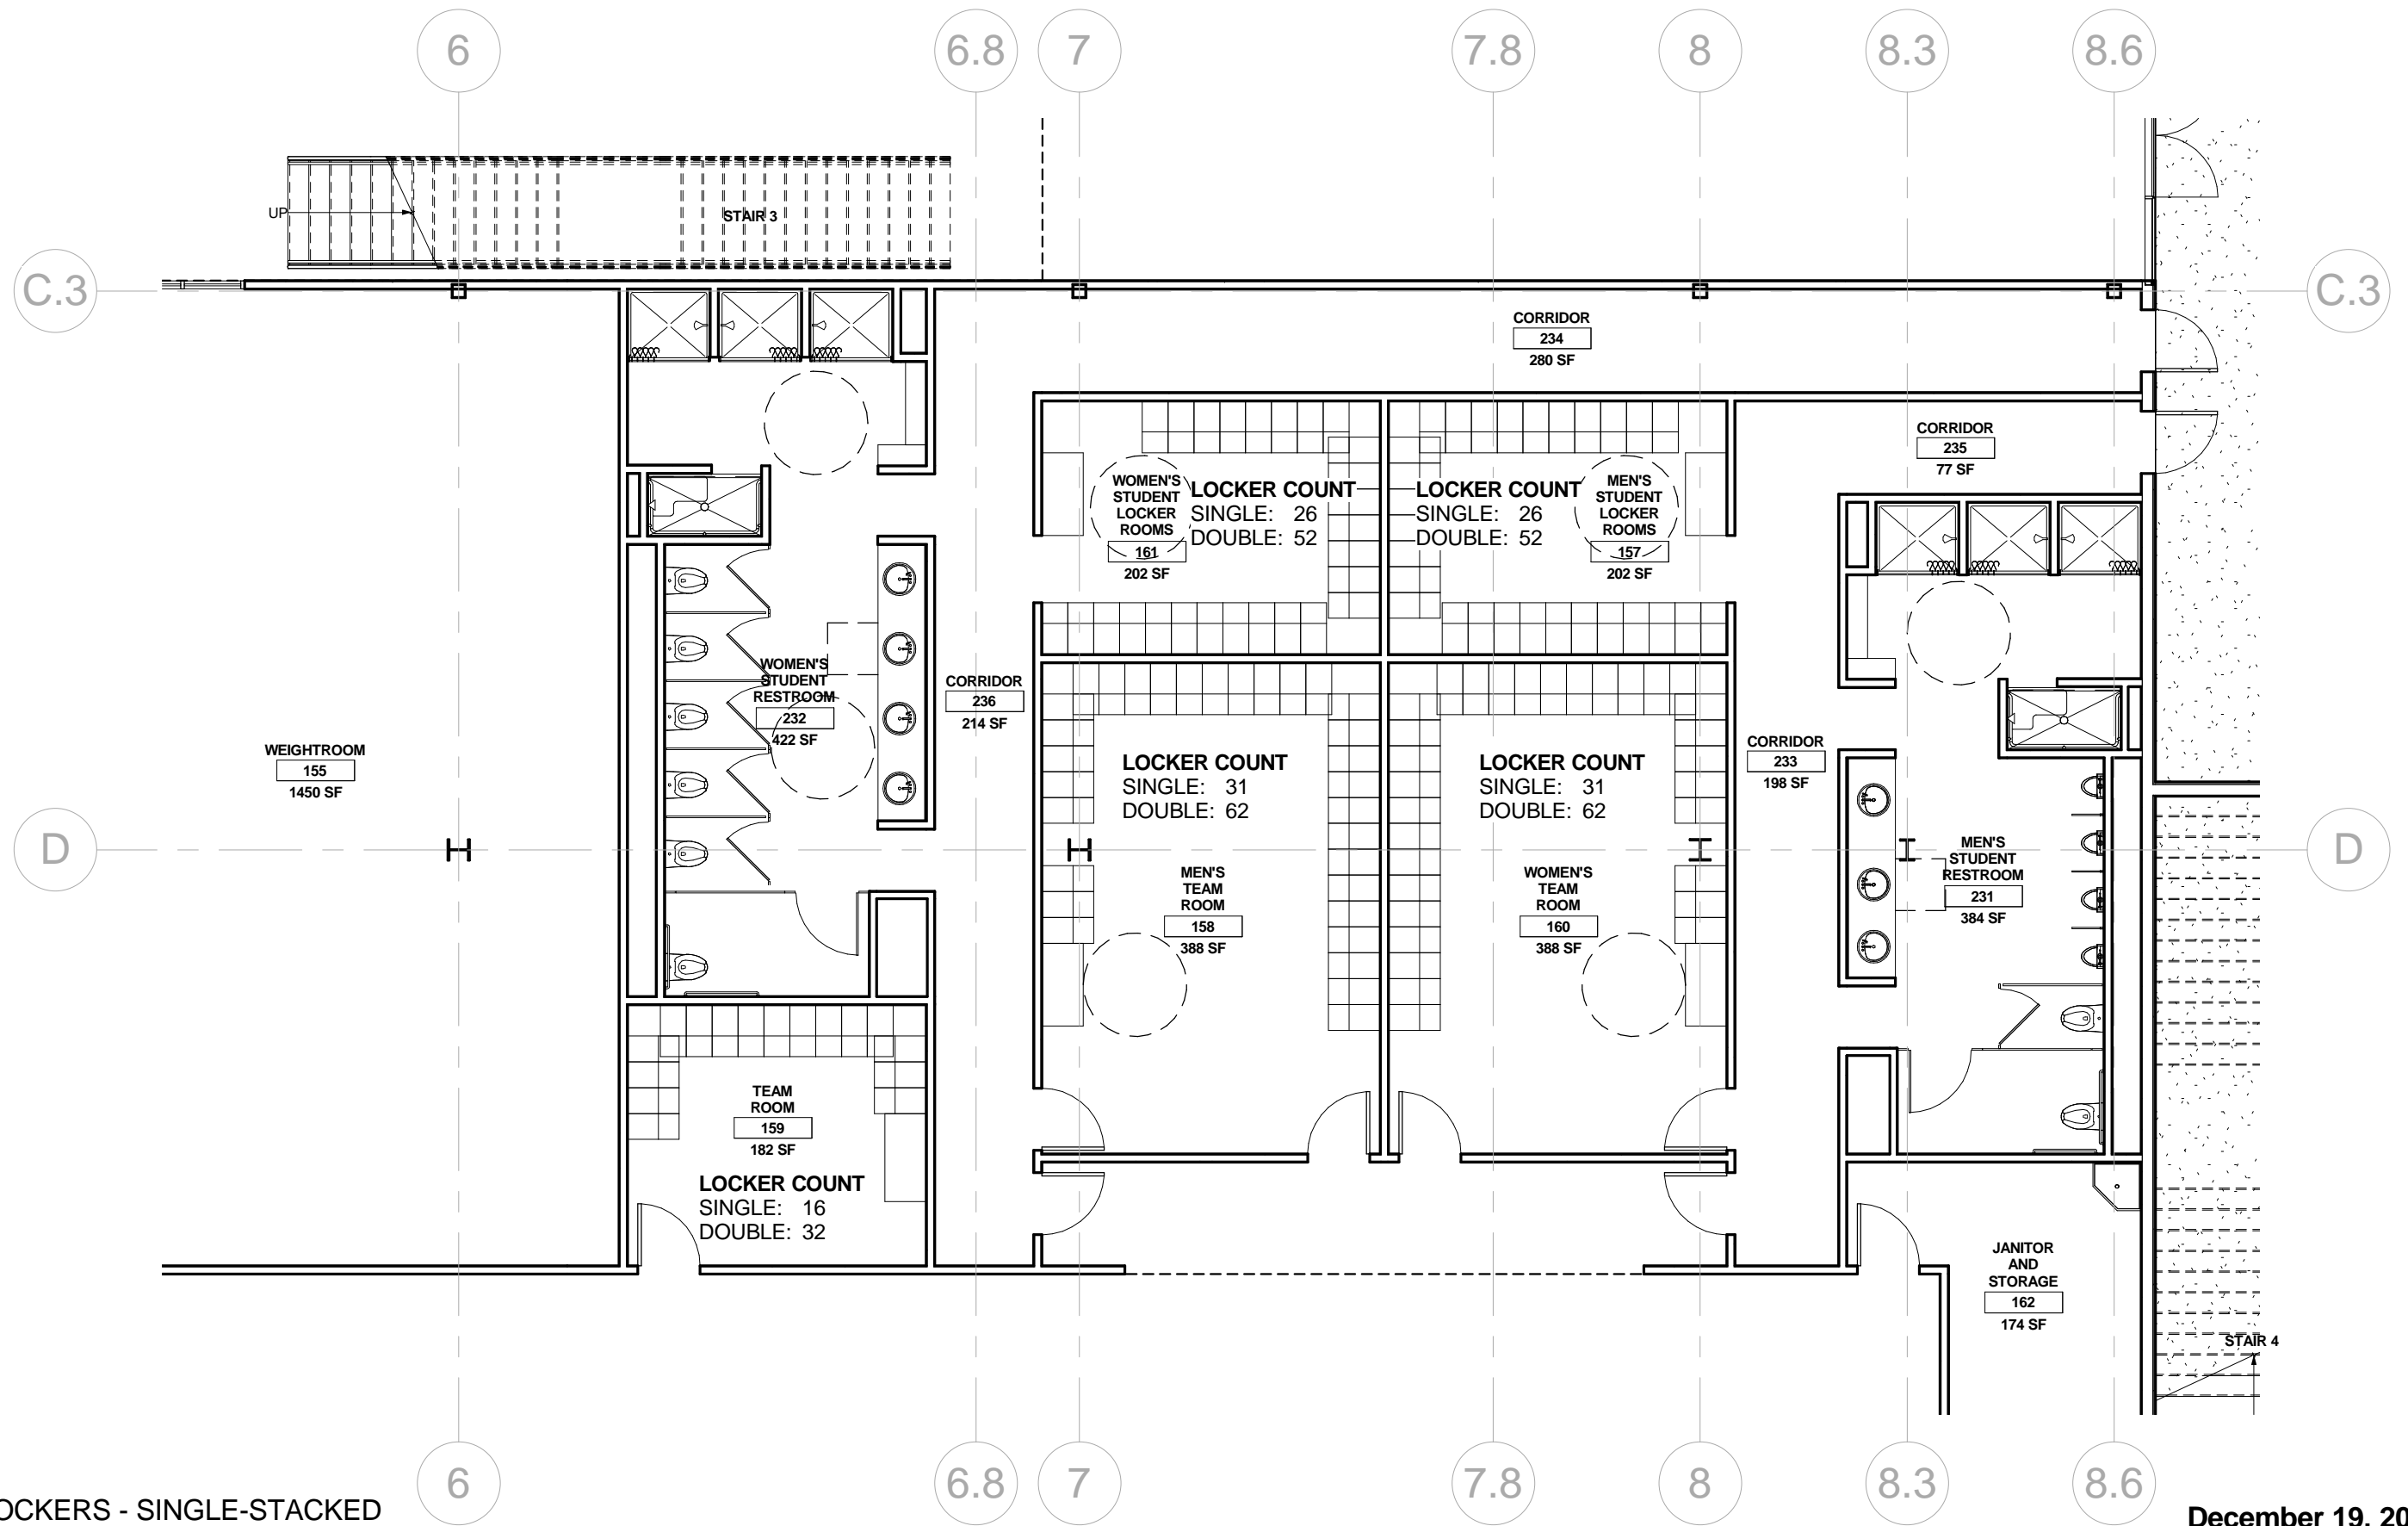 6
6.8
7
7.8
8
8.3
8.6
UP
STAIR 3
C.3
C.3
CORRIDOR
234
280 SF
CORRIDOR
235
77 SF
WOMEN'S
STUDENT
LOCKER
ROOMS
161
202 SF
LOCKER COUNT
SINGLE: 26
DOUBLE: 52
LOCKER COUNT
SINGLE: 26
DOUBLE: 52
MEN'S
STUDENT
LOCKER
ROOMS
157
202 SF
WOMEN'S
STUDENT
RESTROOM
232
422 SF
CORRIDOR
236
214 SF
WEIGHTROOM
155
1450 SF
LOCKER COUNT
SINGLE: 31
DOUBLE: 62
LOCKER COUNT
SINGLE: 31
DOUBLE: 62
CORRIDOR
233
198 SF
D
D
MEN'S
TEAM
ROOM
158
388 SF
WOMEN'S
TEAM
ROOM
160
388 SF
MEN'S
STUDENT
RESTROOM
231
384 SF
TEAM
ROOM
159
182 SF
LOCKER COUNT
SINGLE: 16
DOUBLE: 32
JANITOR
AND
STORAGE
162
174 SF
STAIR 4
6
6.8
7
7.8
8
8.3
8.6
OCKERS - SINGLE-STACKED
December 19, 20